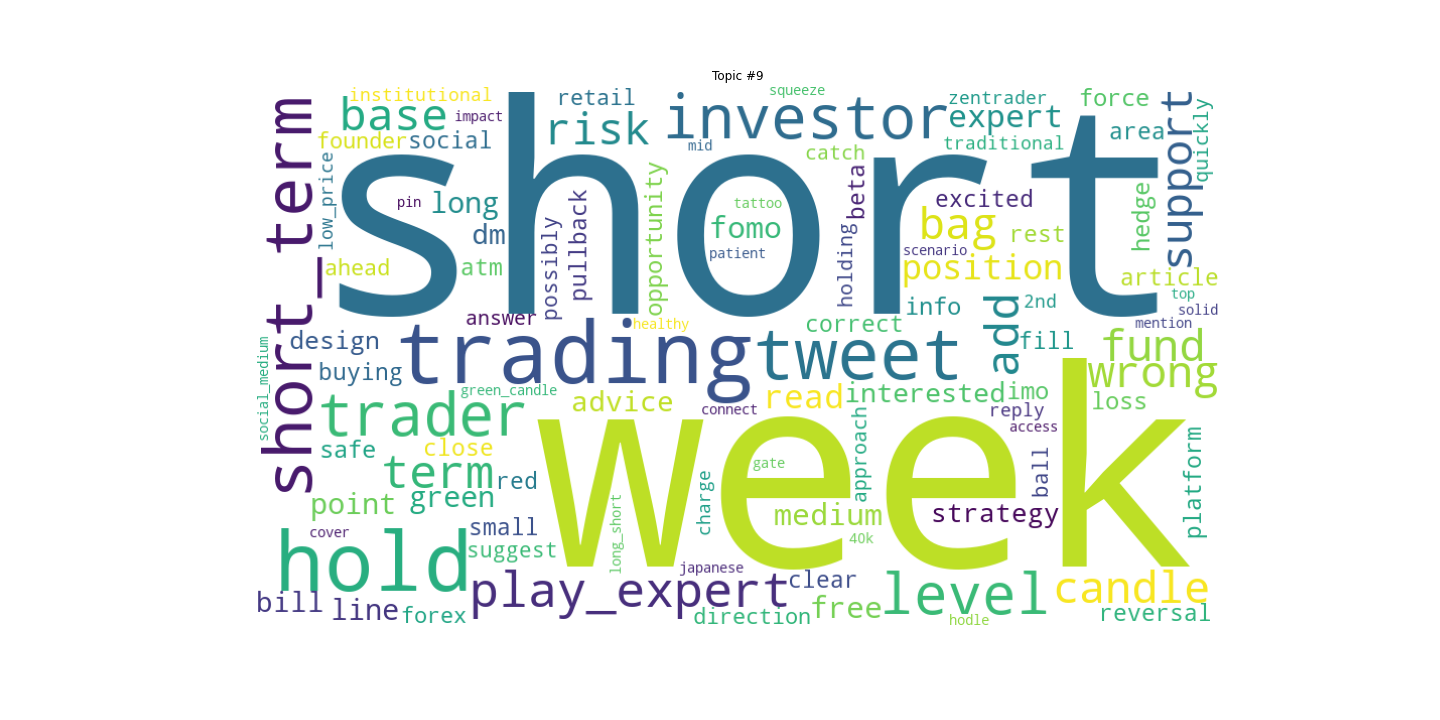 Topic #9
squeeze
institutional
retail
zentrader
force
base
impact
investor
expert
support
quickly
short_term
founder
social
risk
mid
catch
traditional
area
short
low_price
pin
long
possibly
pullback
opportunity
tattoo
fomo
patient
beta
holding
excited
bag
scenario
rest
hedge
dm
ahead
atm
position
article
top
solid
mention
answer
healthy
correct
info
2nd
add
fill
social_medium
design
trading
tweet
fund
wrong
buying
green_candle
advice
connect
read
interested
imo
reply
access
loss
trader
safe
close
week
gate
approach
ball
platform
term
red
point
green
charge
medium
strategy
cover
small
suggest
long_short
40k
hold
japanese
play_expert
clear
level
candle
bill
line
forex
direction
free
hodle
reversal